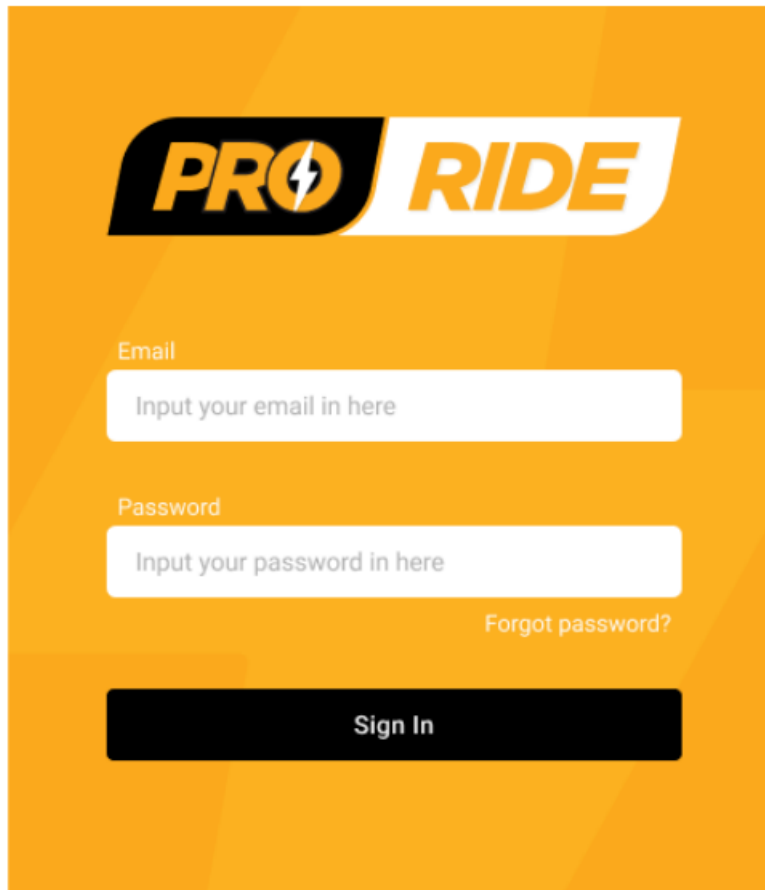 PRO RIDE
Email
Input your email in here
Password
Input your password in here
Forgot password?
Sign In